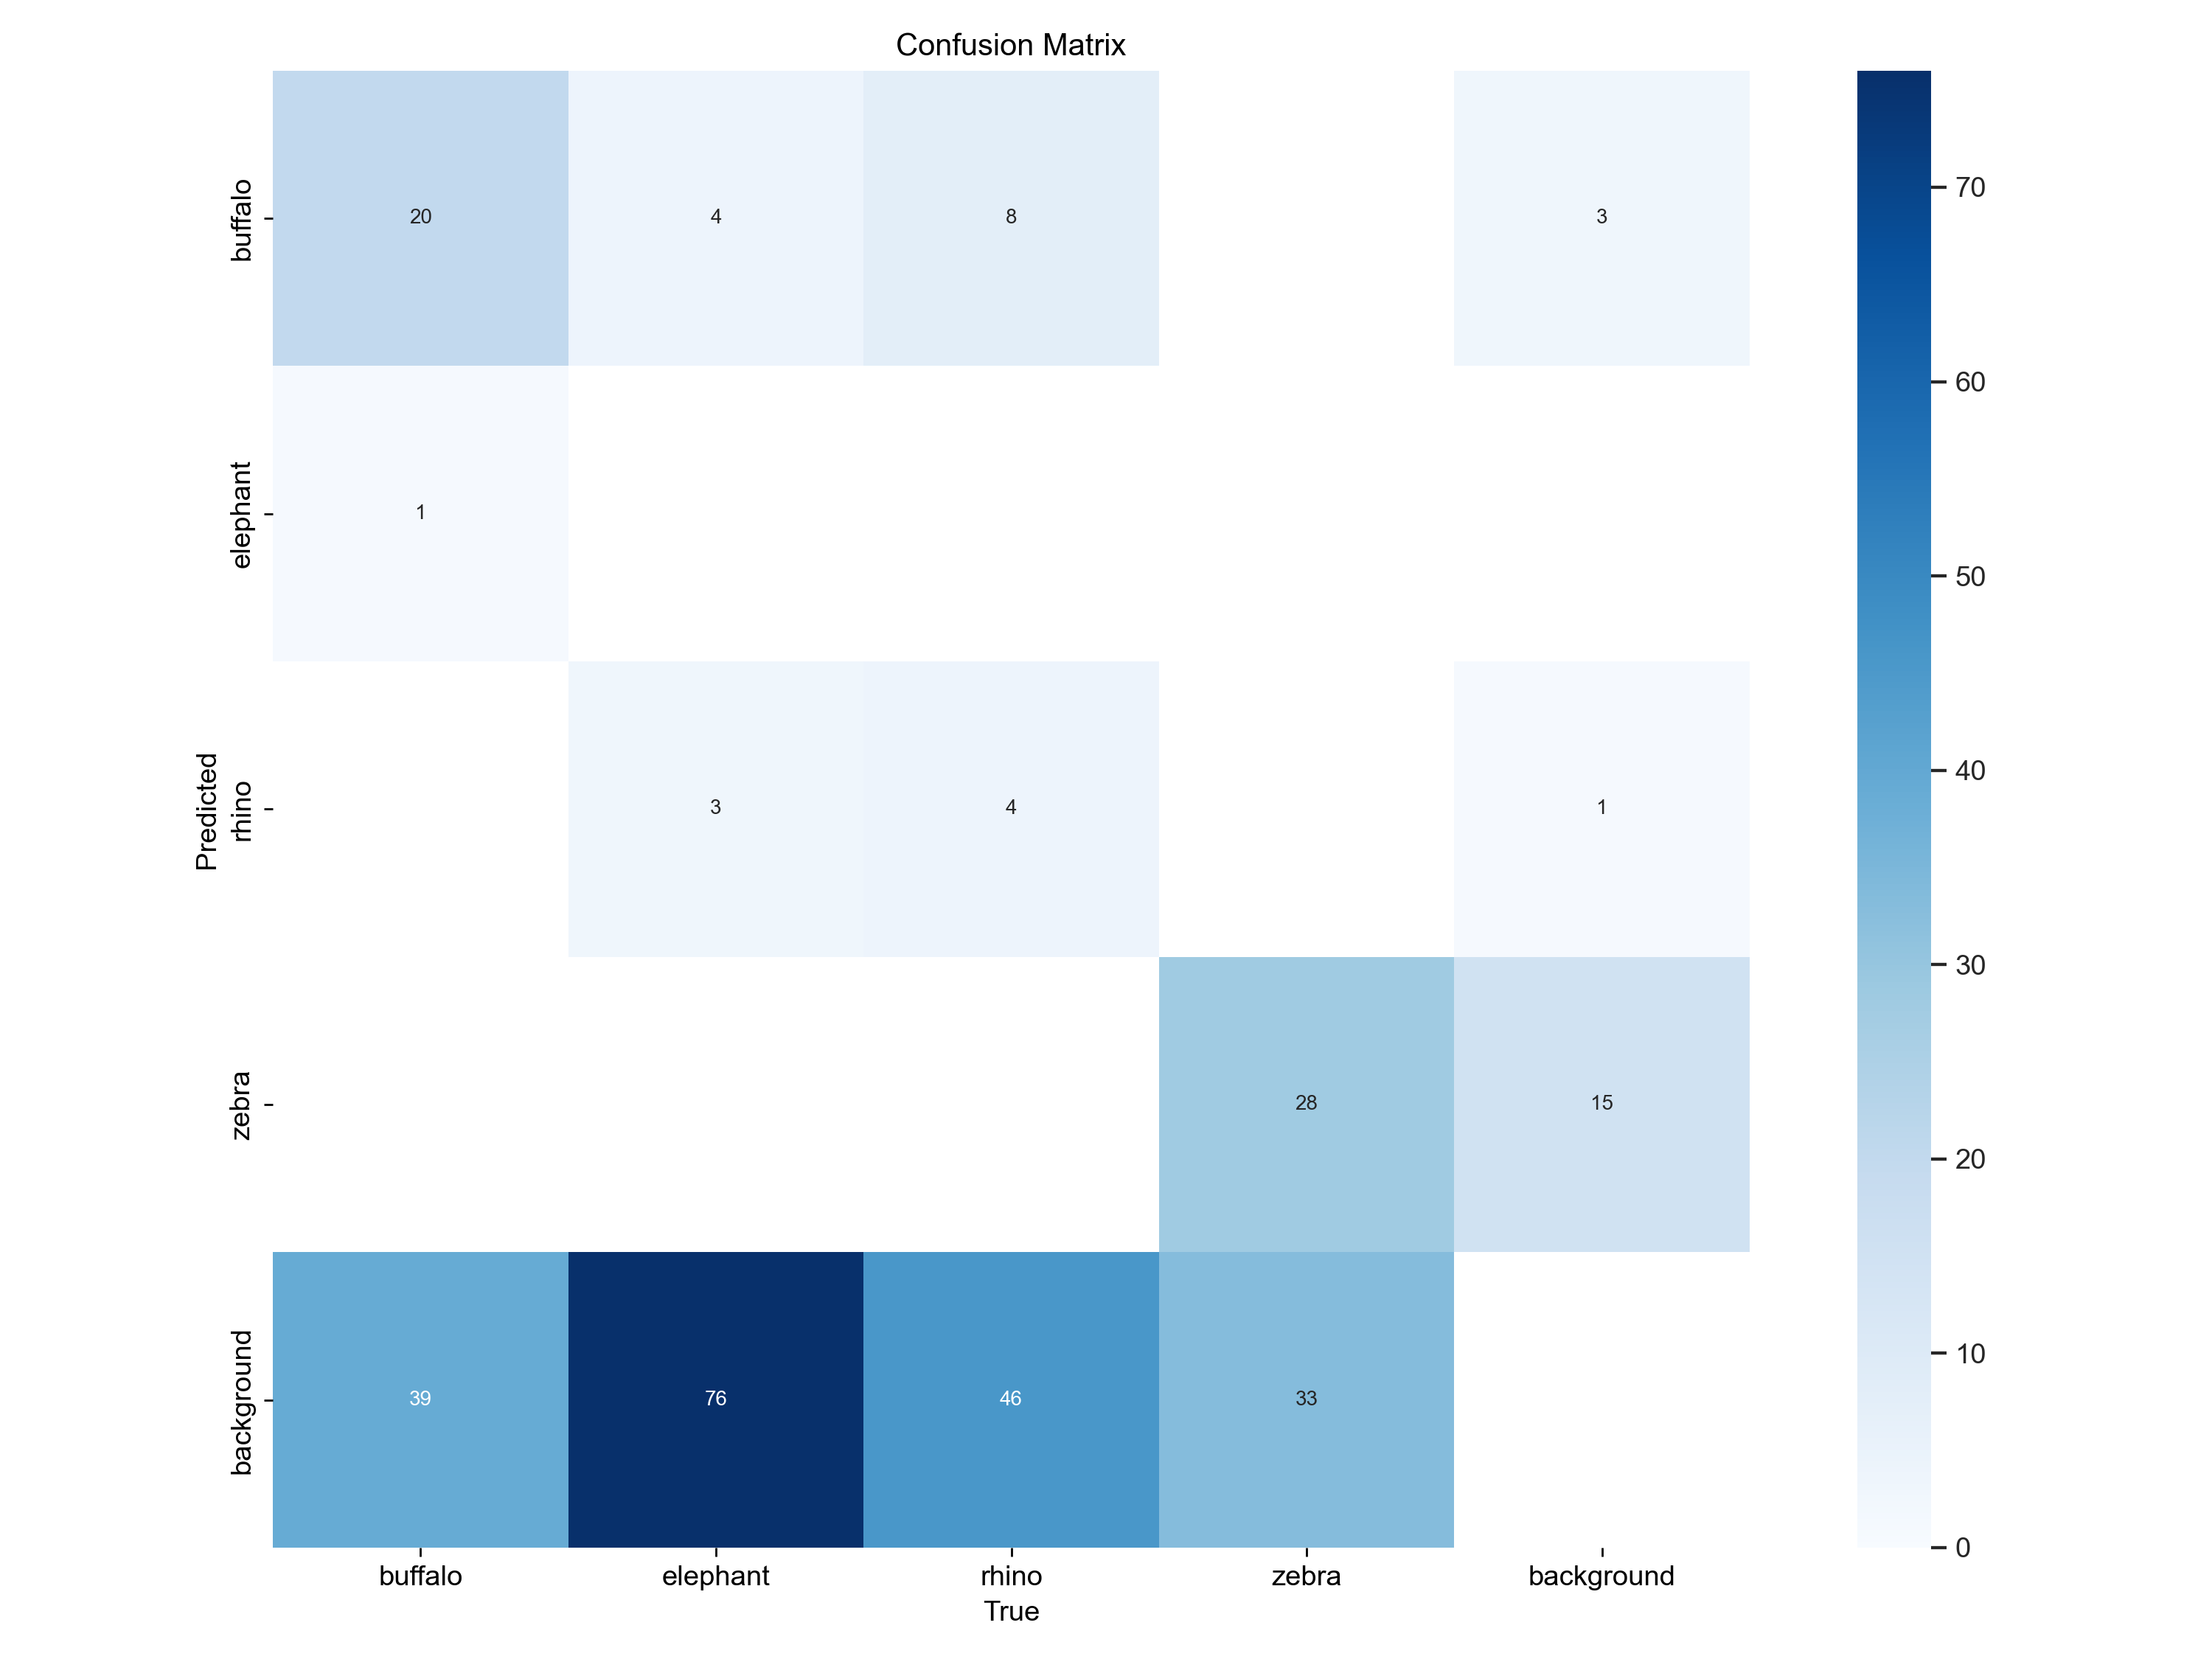 Confusion Matrix
buffalo
20
4
8
3
elephant
1
Predicted
rhino
3
4
1
zebra
28
15
background
39
76
46
33
buffalo
elephant
rhino
zebra
background
True
70
60
50
40
30
20
10
0